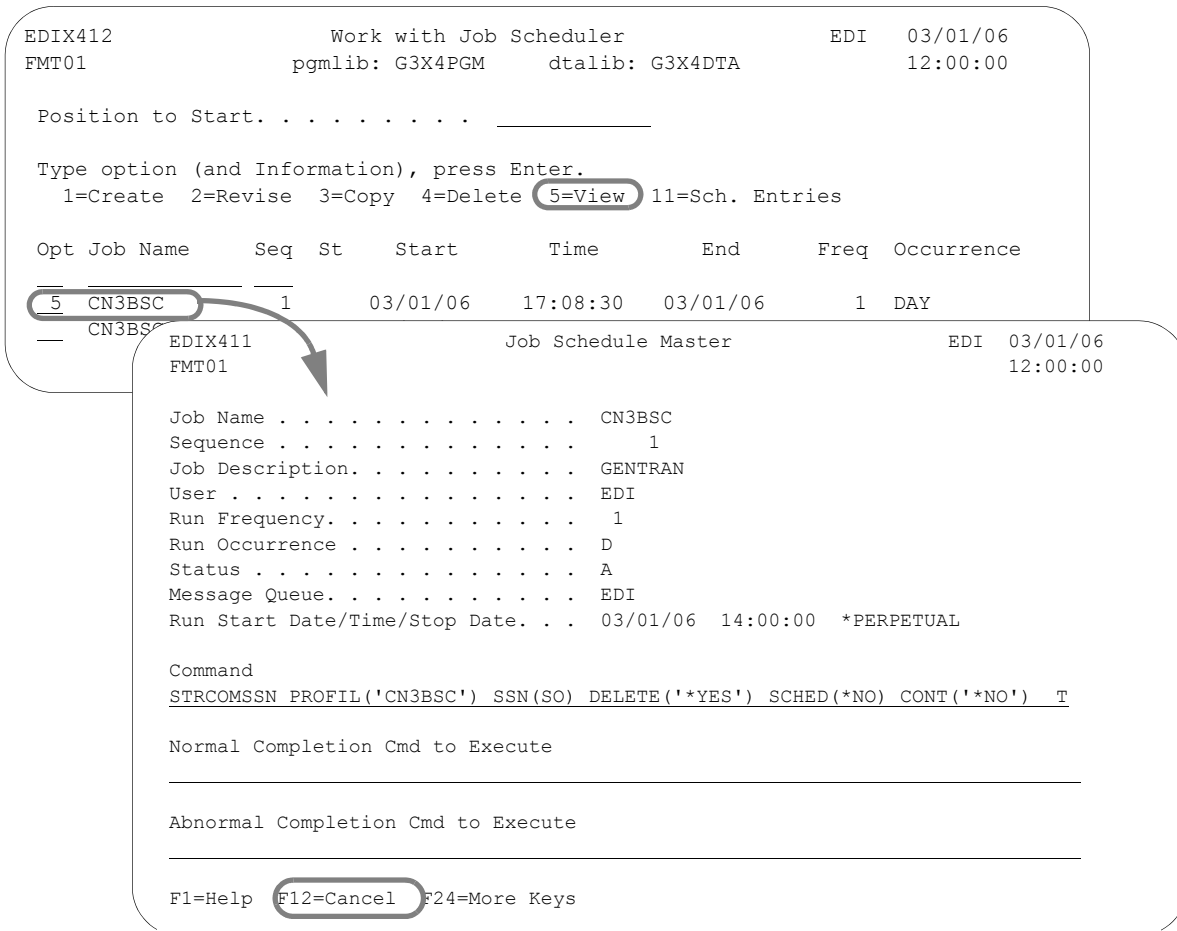 EDIX412 Work with Job Scheduler EDI 03/01/06
FMT01 pgmlib: G3X4PGM dtalib: G3X4DTA 12:00:00
Position to Start. . . . . . . . .
Type option (and Information), press Enter.
1=Create 2=Revise 3=Copy 4=Delete 5=View 11=Sch. Entries
Opt Job Name Seq St Start Time End Freq Occurrence
5 CN3BSC 1 03/01/06 17:08:30 03/01/06 1 DAY
CN3BS
EDIX411 Job Schedule Master EDI 03/01/06
FMT01 12:00:00
Job Name . . . . . . . . . . . . . CN3BSC
Sequence . . . . . . . . . . . . . 1
Job Description. . . . . . . . . . GENTRAN
User . . . . . . . . . . . . . . . EDI
Run Frequency. . . . . . . . . . . 1
Run Occurrence . . . . . . . . . . D
Status . . . . . . . . . . . . . . A
Message Queue. . . . . . . . . . . EDI
Run Start Date/Time/Stop Date. . . 03/01/06 14:00:00 *PERPETUAL
Command
STRCOMSSN PROFIL('CN3BSC') SSN(SO) DELETE('*YES') SCHED(*NO) CONT('*NO') T
Normal Completion Cmd to Execute
Abnormal Completion Cmd to Execute
F1=Help F12=Cancel F24=More Keys